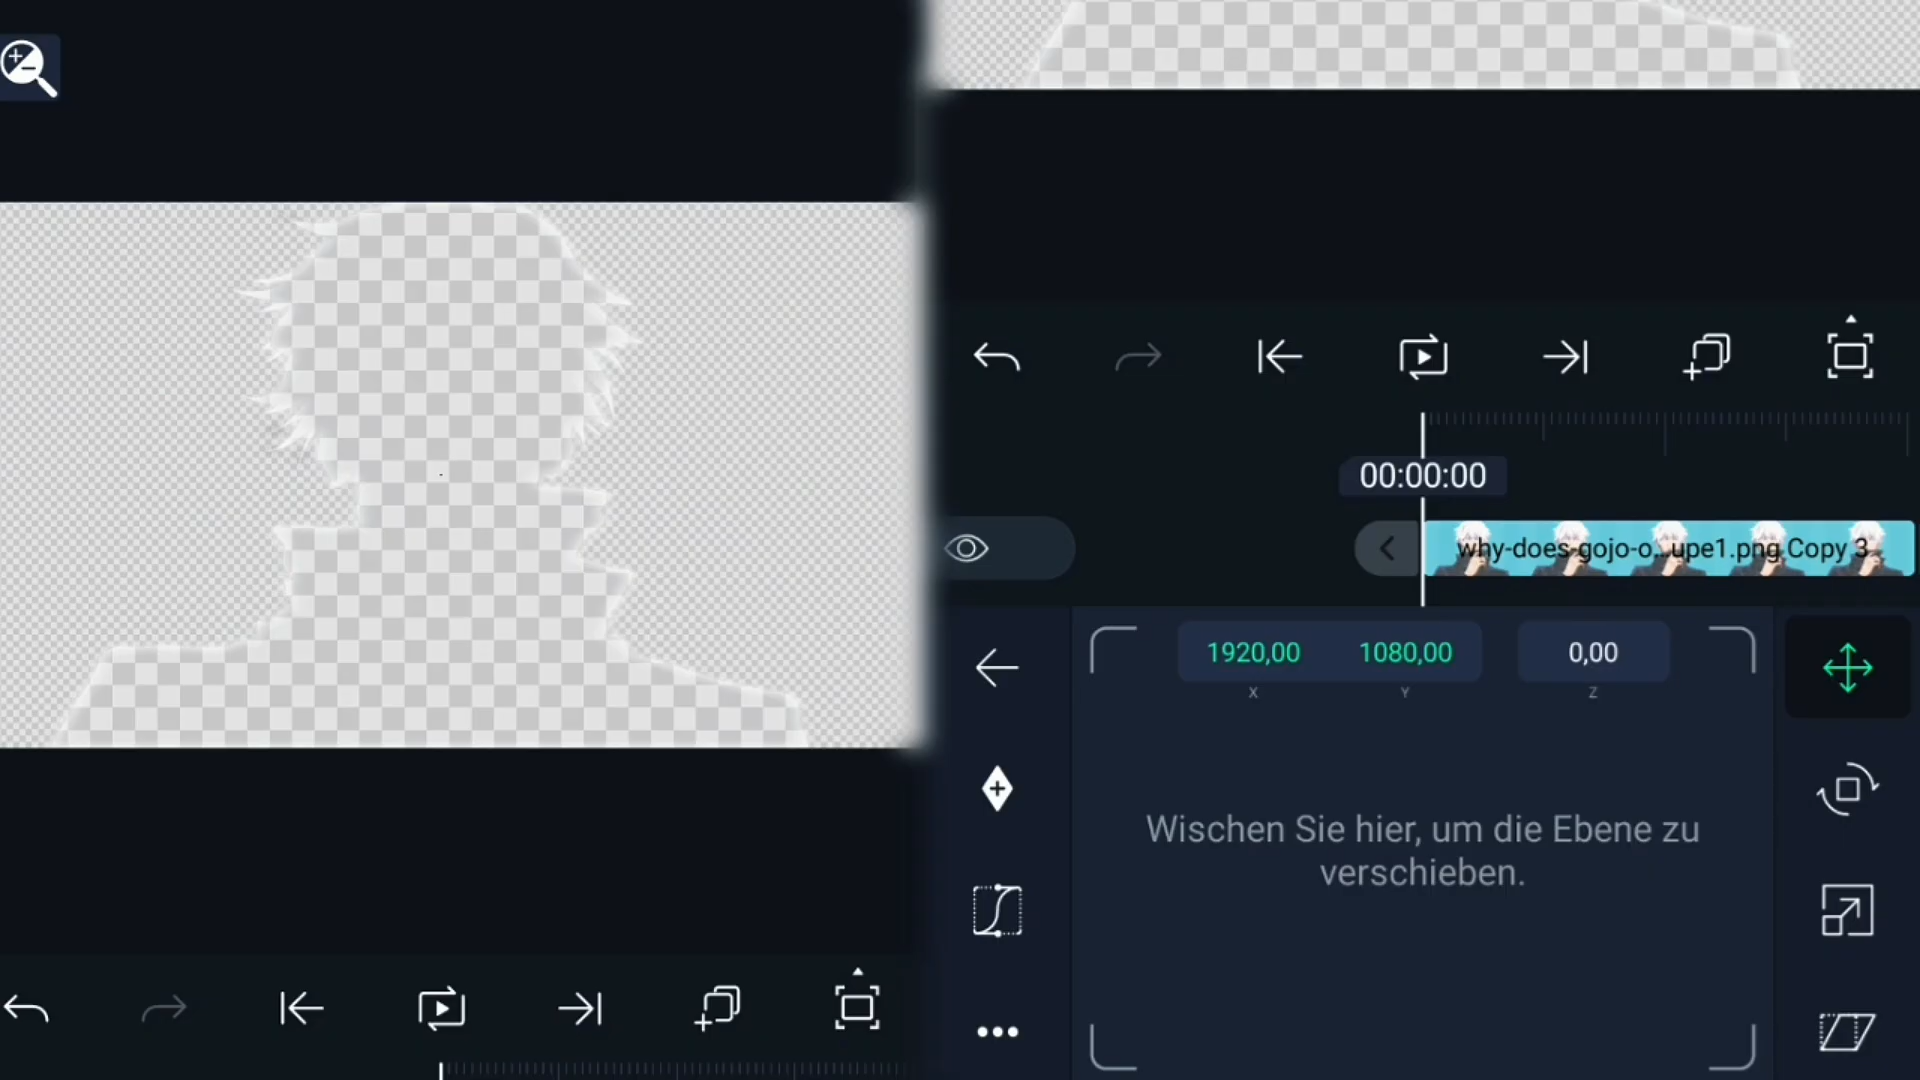 00:00:00
why-does-gojo-o...upe1.png Copy 3
1920,00 1080,00 0,00
X Y Z
Wischen Sie hier, um die Ebene zu
verschieben.